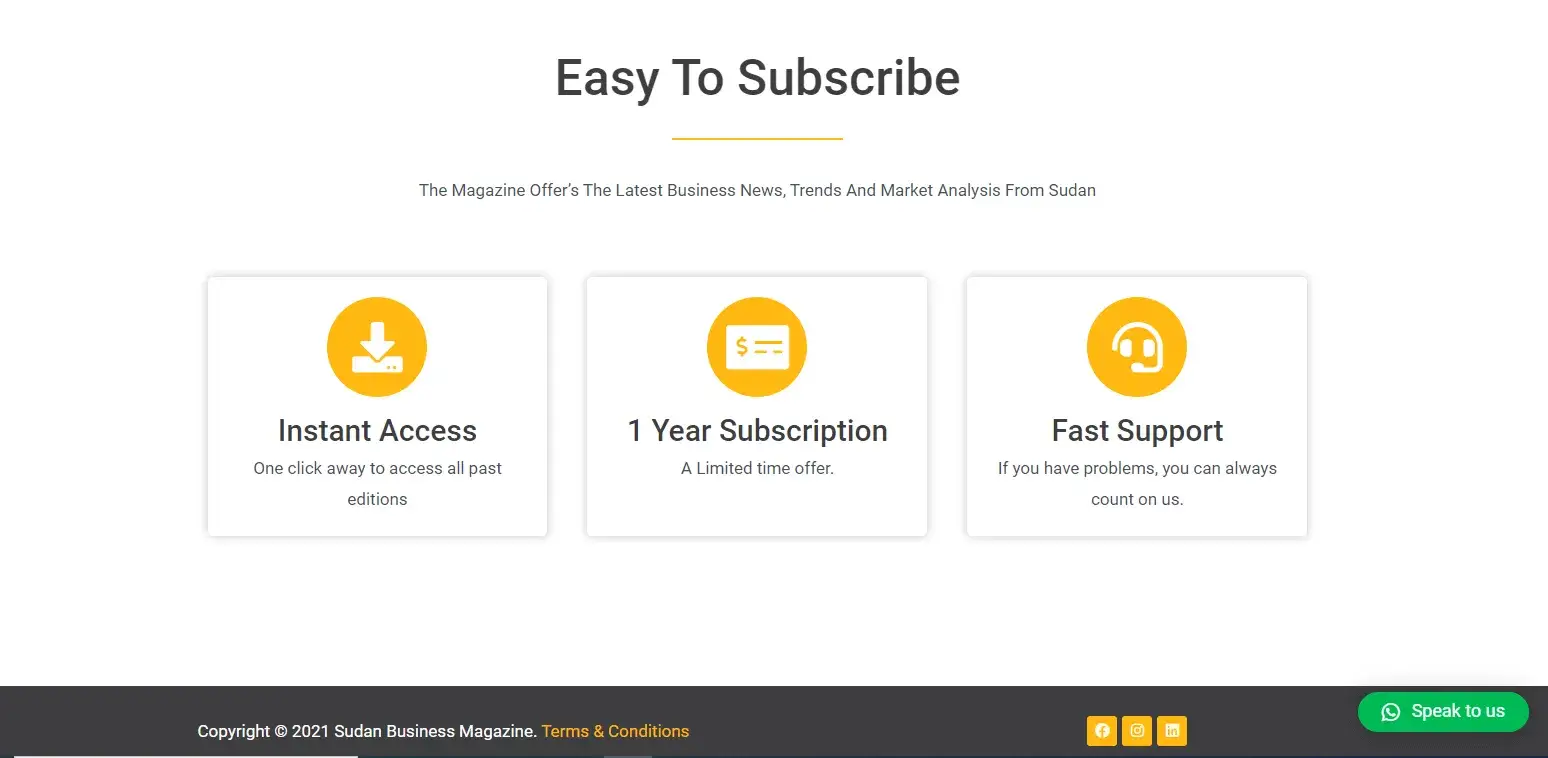 Easy To Subscribe
The Magazine Offer’s The Latest Business News, Trends And Market Analysis From Sudan
$
Instant Access
One click away to access all past
editions
1 Year Subscription
A Limited time offer.
Fast Support
If you have problems, you can always
count on us.
Copyright © 2021 Sudan Business Magazine. Terms & Conditions
Speak to us